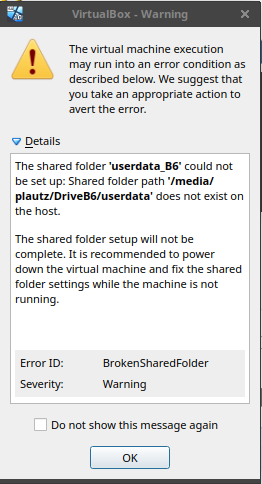 VirtualBox - Warning
The virtual machine execution
may run into an error condition as
described below. We suggest that
you take an appropriate action to
avert the error.
Details
The shared folder 'userdata_B6' could not
be set up: Shared folder path '/media/
plautz/DriveB6/userdata' does not exist on
the host.
The shared folder setup will not be
complete. It is recommended to power
down the virtual machine and fix the shared
folder settings while the machine is not
running.
Error ID: BrokenSharedFolder
Severity: Warning
Do not show this message again
OK